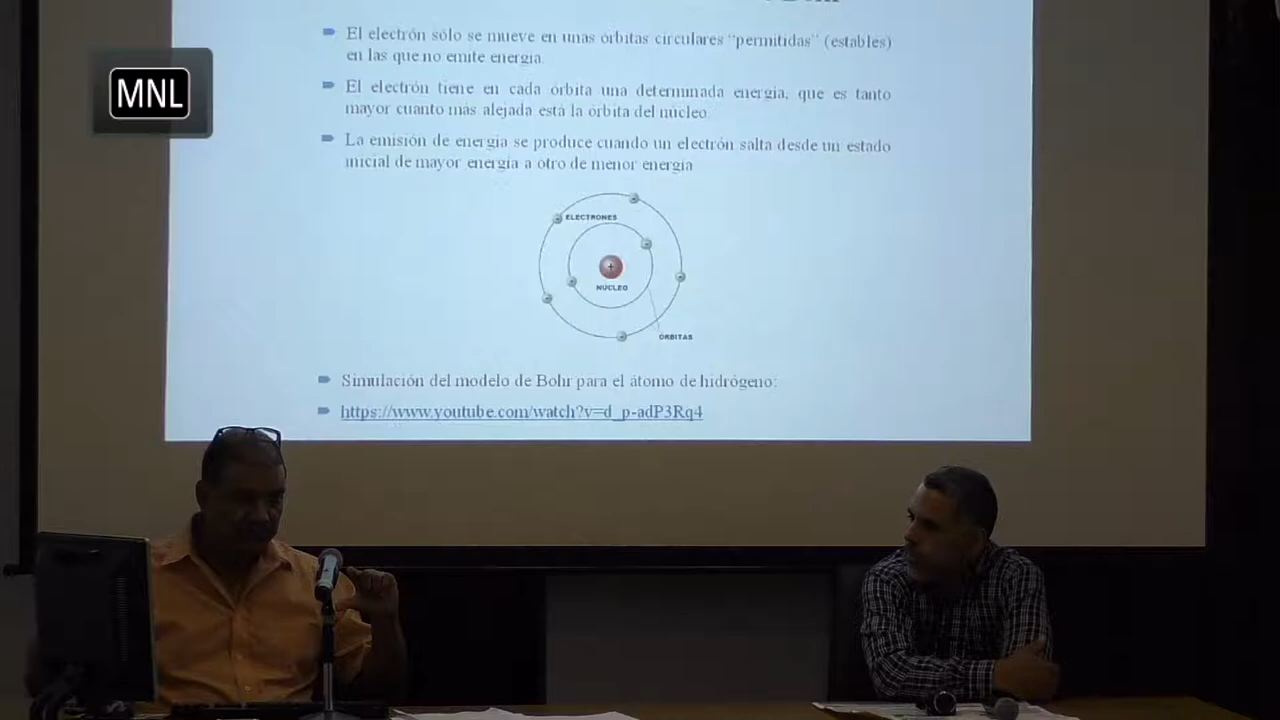 MNL
El electrón sólo se mueve en unas órbitas circulares "permitidas" (estables)
en las que no emite energía.
El electrón tiene en cada órbita una determinada energía, que es tanto
mayor cuanto más alejada está la órbita del núcleo.
La emisión de energía se produce cuando un electrón salta desde un estado
inicial de mayor energía a otro de menor energía
ELECTRONES
+
NÚCLEO
ORBITAS
Simulación del modelo de Bohr para el átomo de hidrógeno:
https://www.youtube.com/watch?v=d_p-adP3Rq4